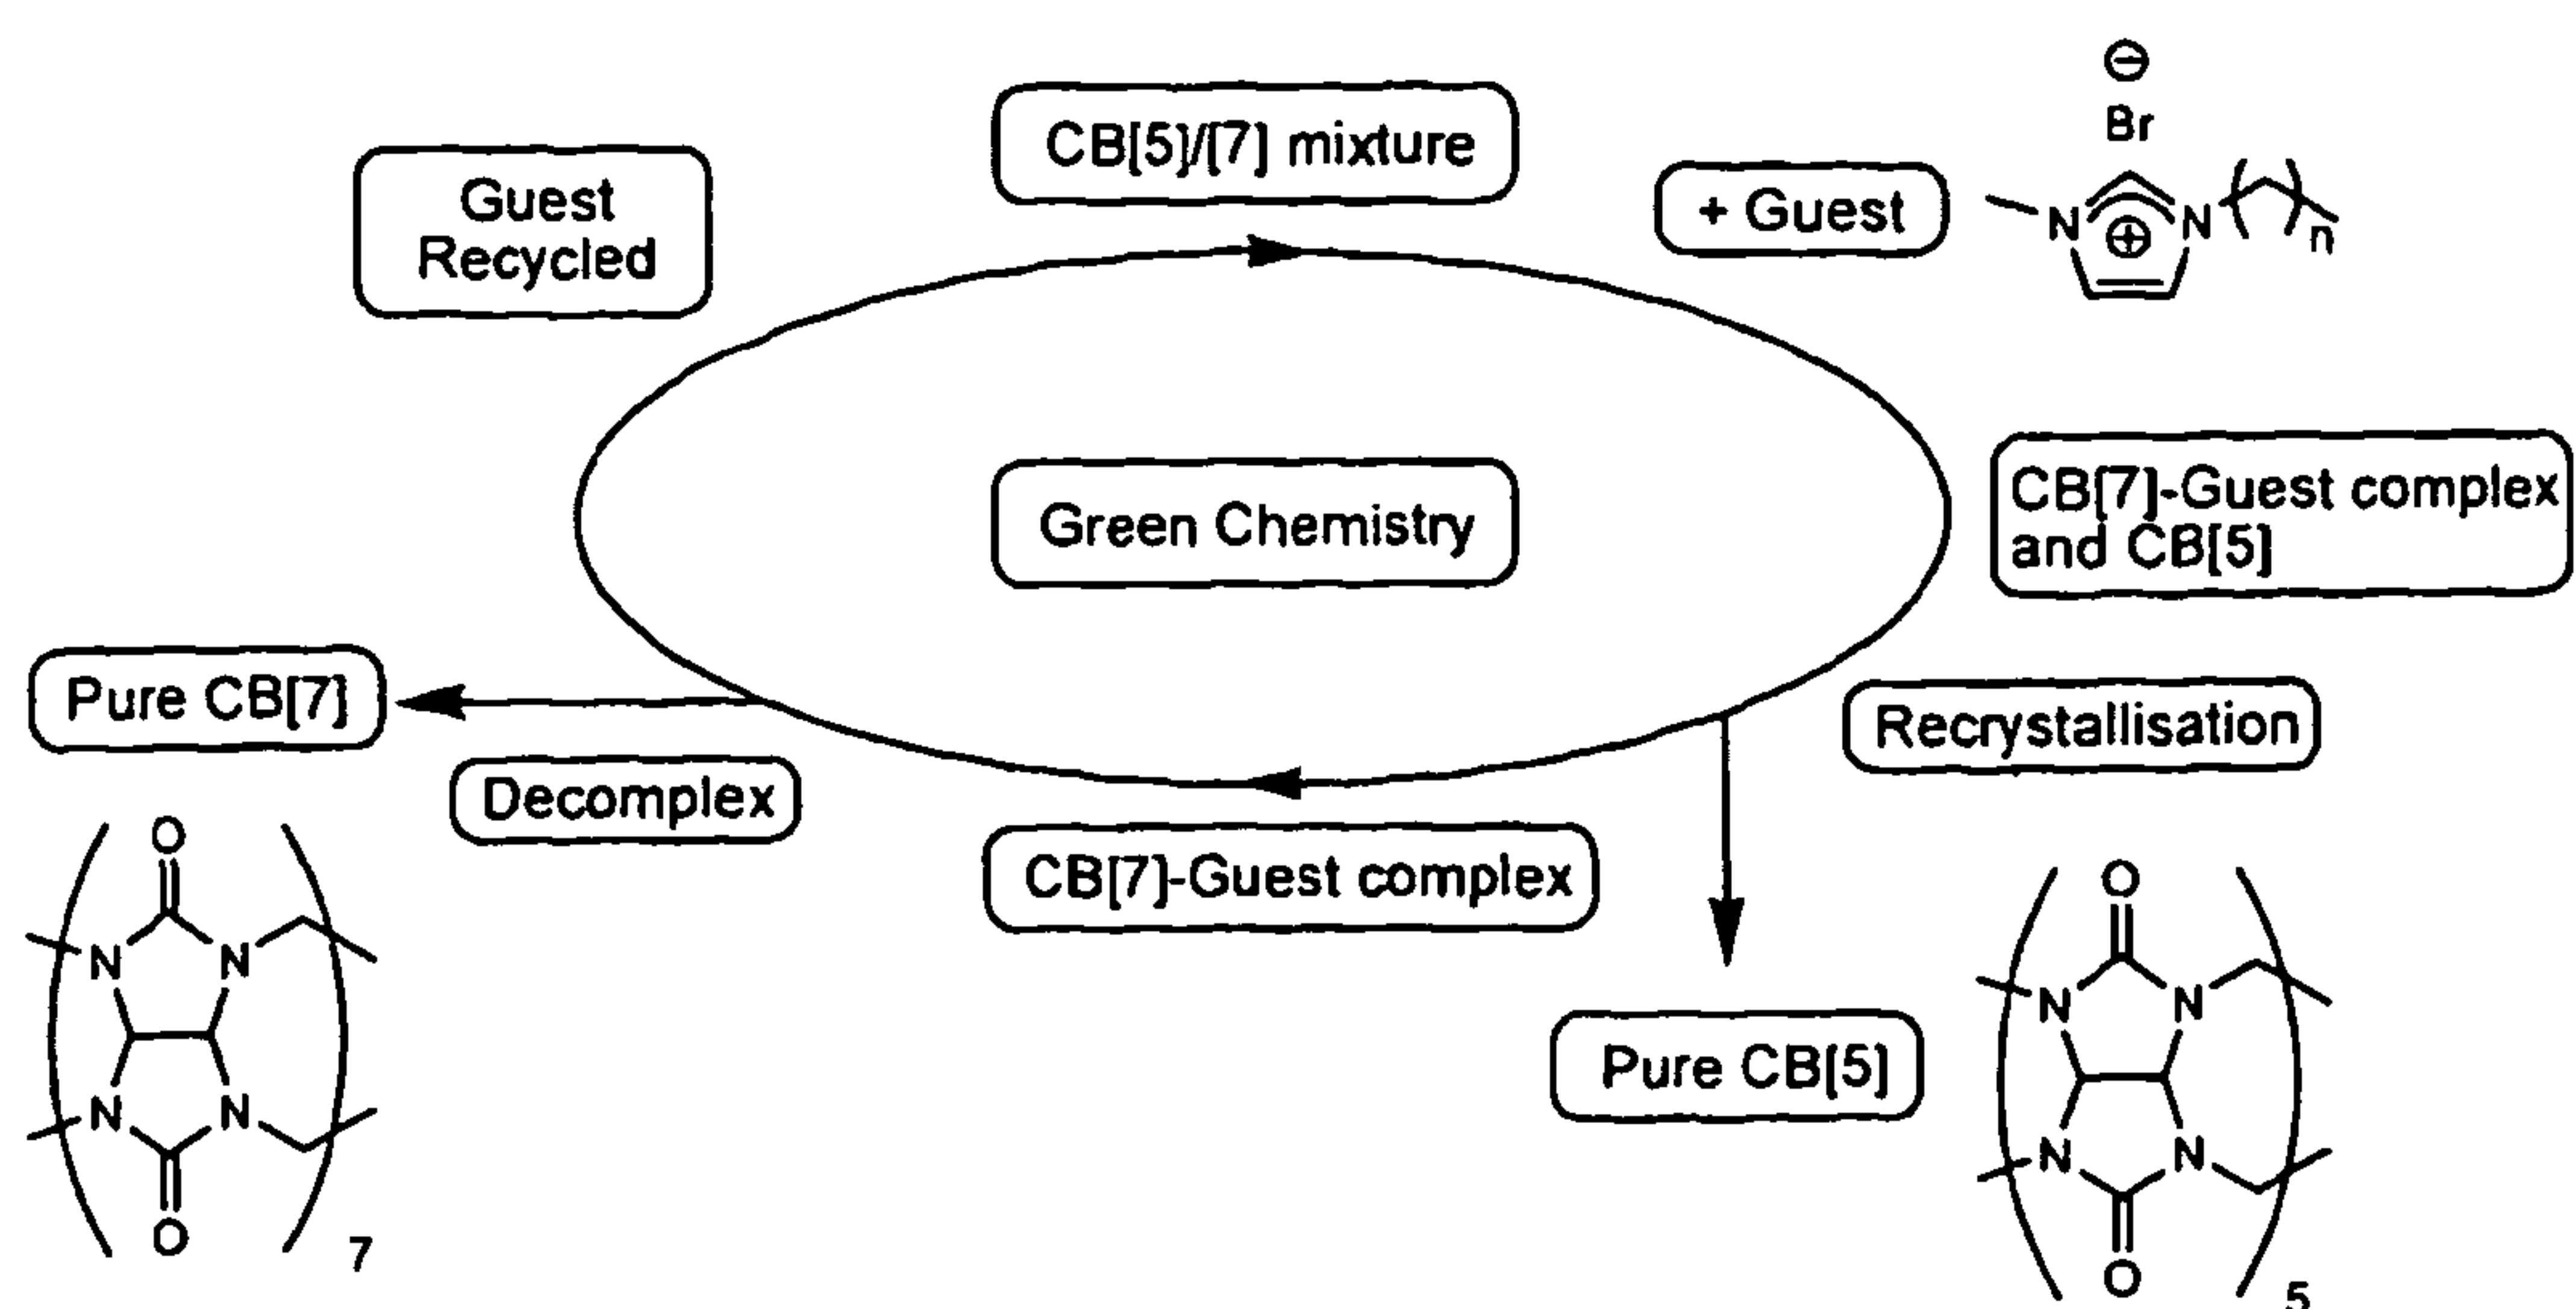 ⊖
Br
CB[5]/[7] mixture
Guest
Recycled
+ Guest
N ⊕ N n
Green Chemistry
CB[7]-Guest complex
and CB[5]
Pure CB[7]
Recrystallisation
Decomplex
CB[7]-Guest complex
O
N N
N N
O
7
Pure CB[5]
O
N N
N N
O
5